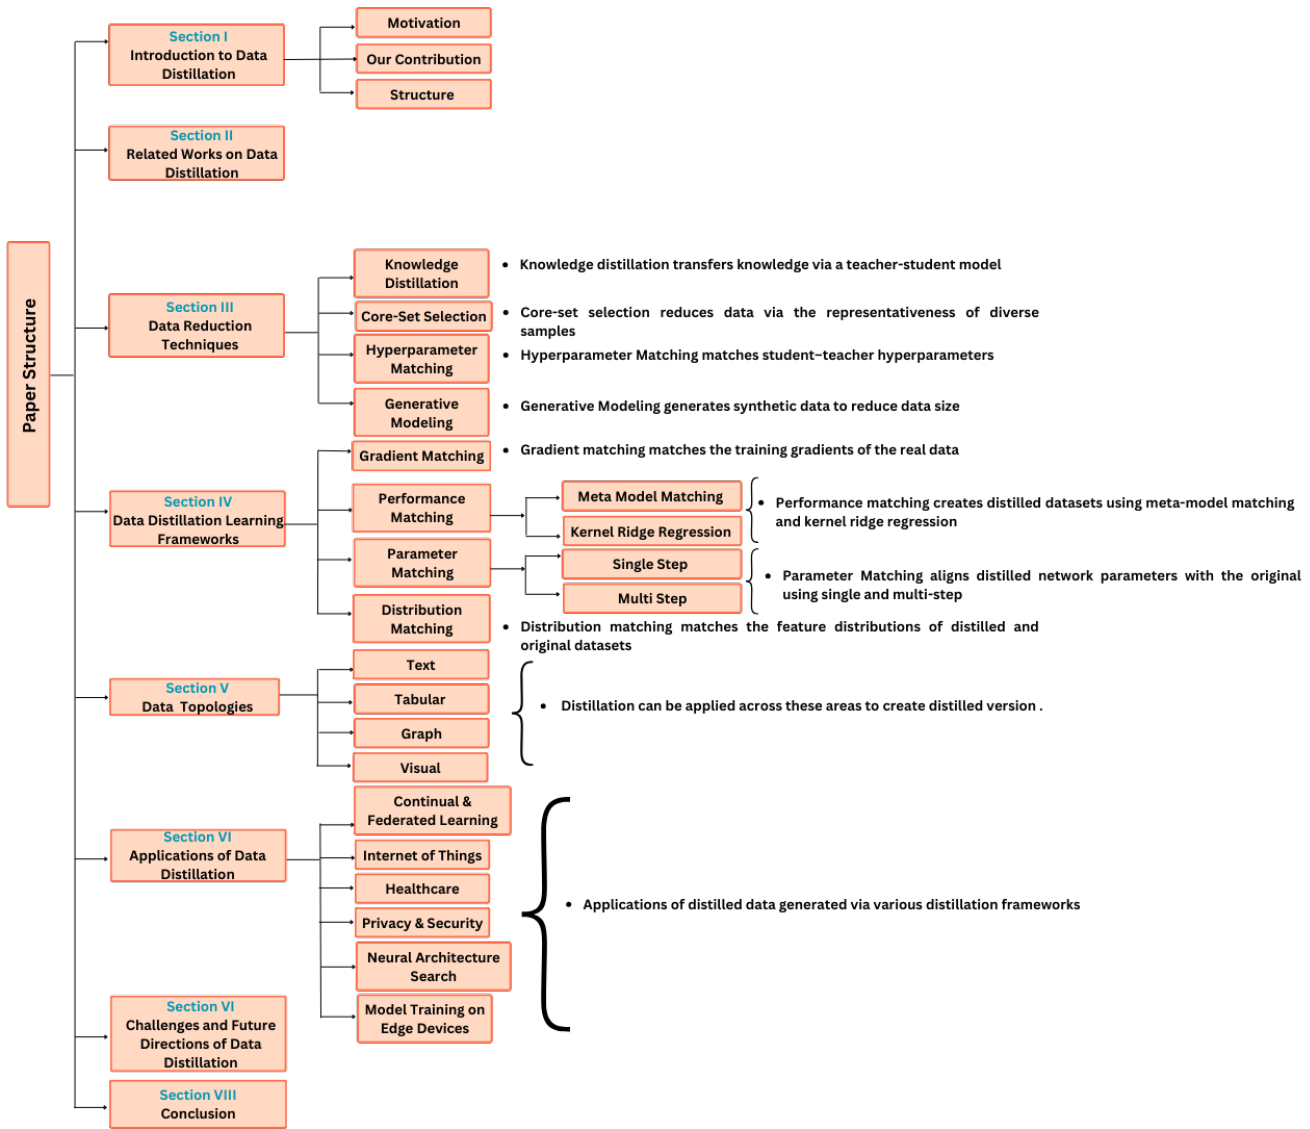 Paper Structure
Section I
Introduction to Data
Distillation
Motivation
Our Contribution
Structure
Section II
Related Works on Data
Distillation
Section III
Data Reduction
Techniques
Knowledge
Distillation
• Knowledge distillation transfers knowledge via a teacher-student model
Core-Set Selection
• Core-set selection reduces data via the representativeness of diverse
samples
Hyperparameter
Matching
• Hyperparameter Matching matches student–teacher hyperparameters
Generative
Modeling
• Generative Modeling generates synthetic data to reduce data size
Section IV
Data Distillation Learning
Frameworks
Gradient Matching
• Gradient matching matches the training gradients of the real data
Performance
Matching
Meta Model Matching
Kernel Ridge Regression
• Performance matching creates distilled datasets using meta-model matching
and kernel ridge regression
Parameter
Matching
Single Step
Multi Step
• Parameter Matching aligns distilled network parameters with the original
using single and multi-step
Distribution
Matching
• Distribution matching matches the feature distributions of distilled and
original datasets
Section V
Data Topologies
Text
Tabular
Graph
Visual
• Distillation can be applied across these areas to create distilled version .
Section VI
Applications of Data
Distillation
Continual &
Federated Learning
Internet of Things
Healthcare
Privacy & Security
Neural Architecture
Search
Model Training on
Edge Devices
• Applications of distilled data generated via various distillation frameworks
Section VI
Challenges and Future
Directions of Data
Distillation
Section VIII
Conclusion